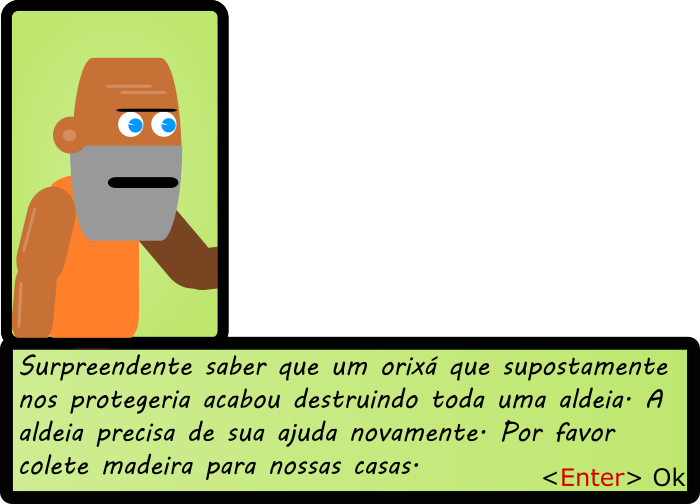 Surpreendente saber que um orixá que supostamente
nos protegeria acabou destruindo toda uma aldeia. A
aldeia precisa de sua ajuda novamente. Por favor
colete madeira para nossas casas.
<Enter> Ok